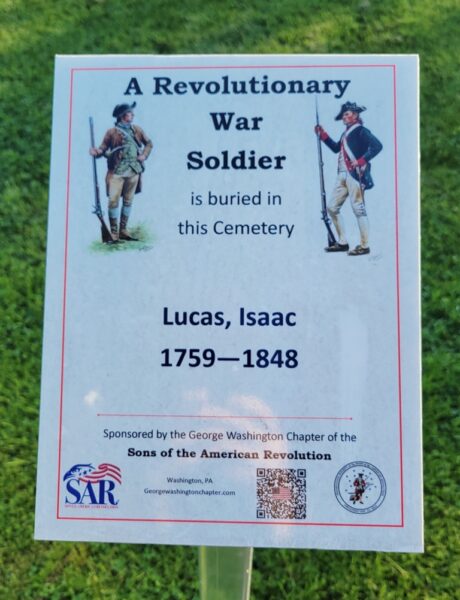 A Revolutionary
War
Soldier
is buried in
this Cemetery
Lucas, Isaac
1759—1848
Sponsored by the George Washington Chapter of the
Sons of the American Revolution
SAR
Washington, PA
Georgewashingtonchapter.com